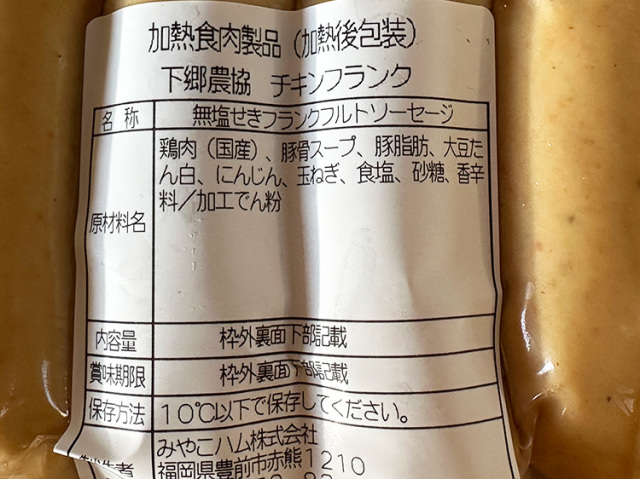 加熱食肉製品（加熱後包装）
下郷農協 チキンフランク
名称 無塩せきフランクフルトソーセージ
原材料名 鶏肉（国産）、豚骨スープ、豚脂肪、大豆た
ん白、にんじん、玉ねぎ、食塩、砂糖、香辛
料／加工でん粉
内容量 枠外裏面下部記載
賞味期限 枠外裏面下部記載
保存方法 10℃以下で保存してください。
みやこハム株式会社
福岡県豊前市赤熊1210